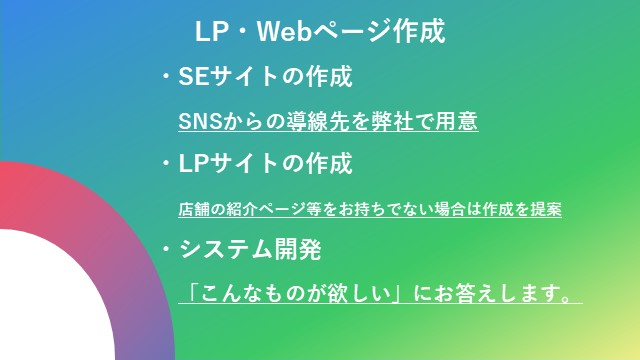 LP・Webページ作成
・SEサイトの作成
SNSからの導線先を弊社で用意
・LPサイトの作成
店舗の紹介ページ等をお持ちでない場合は作成を提案
・システム開発
「こんなものが欲しい」にお答えします。